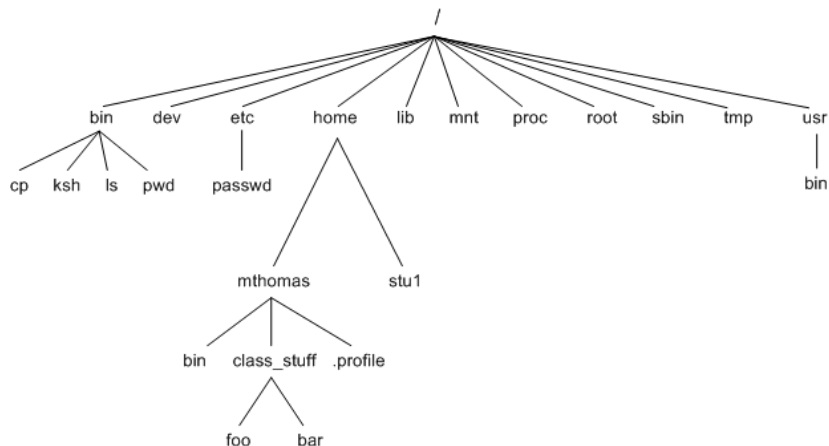 /
bin dev etc home lib mnt proc root sbin tmp usr
cp ksh ls pwd passwd bin
mthomas stu1
bin class_stuff .profile
foo bar